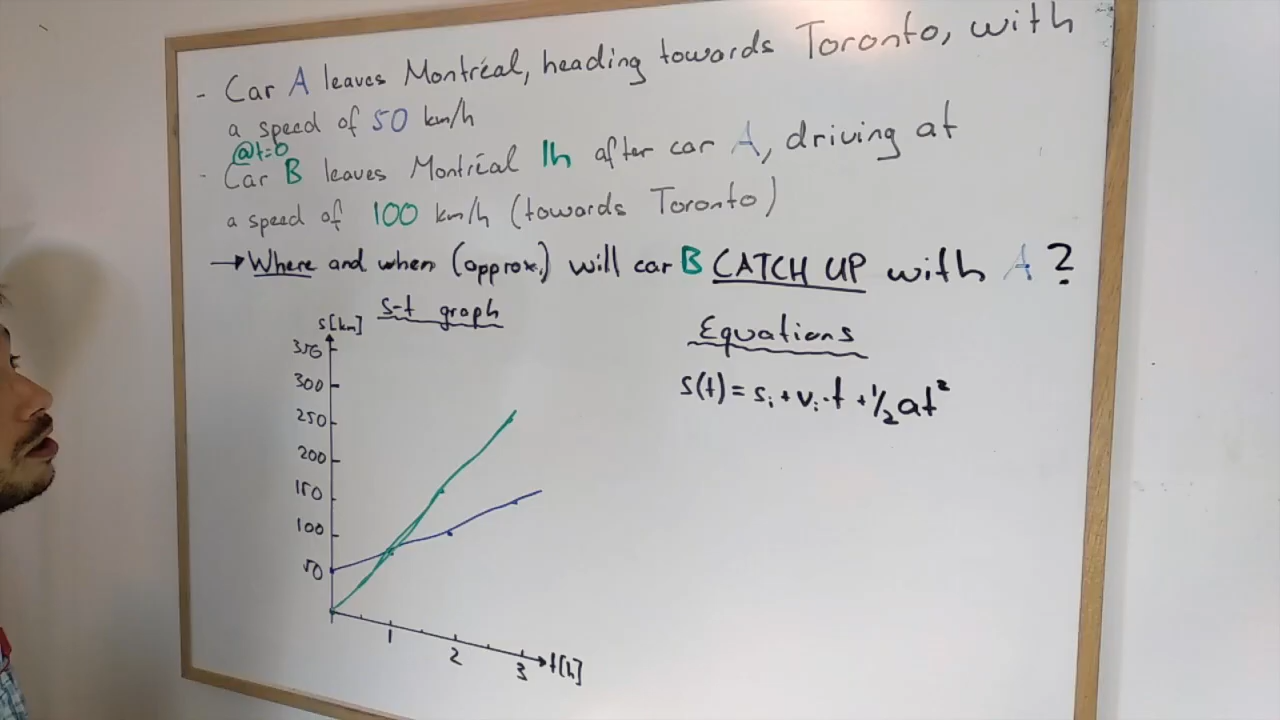 - Car A leaves Montréal, heading towards Toronto, with
a speed of 50 km/h
@t=0
- Car B leaves Montréal 1h after car A, driving at
a speed of 100 km/h (towards Toronto)
→ Where and when (approx.) will car B CATCH UP with A ?
s-t graph
s[km]
350
300
250
200
150
100
50
1
2
3
t[h]
Equations
s(t) = si + vi·t + 1/2 at²